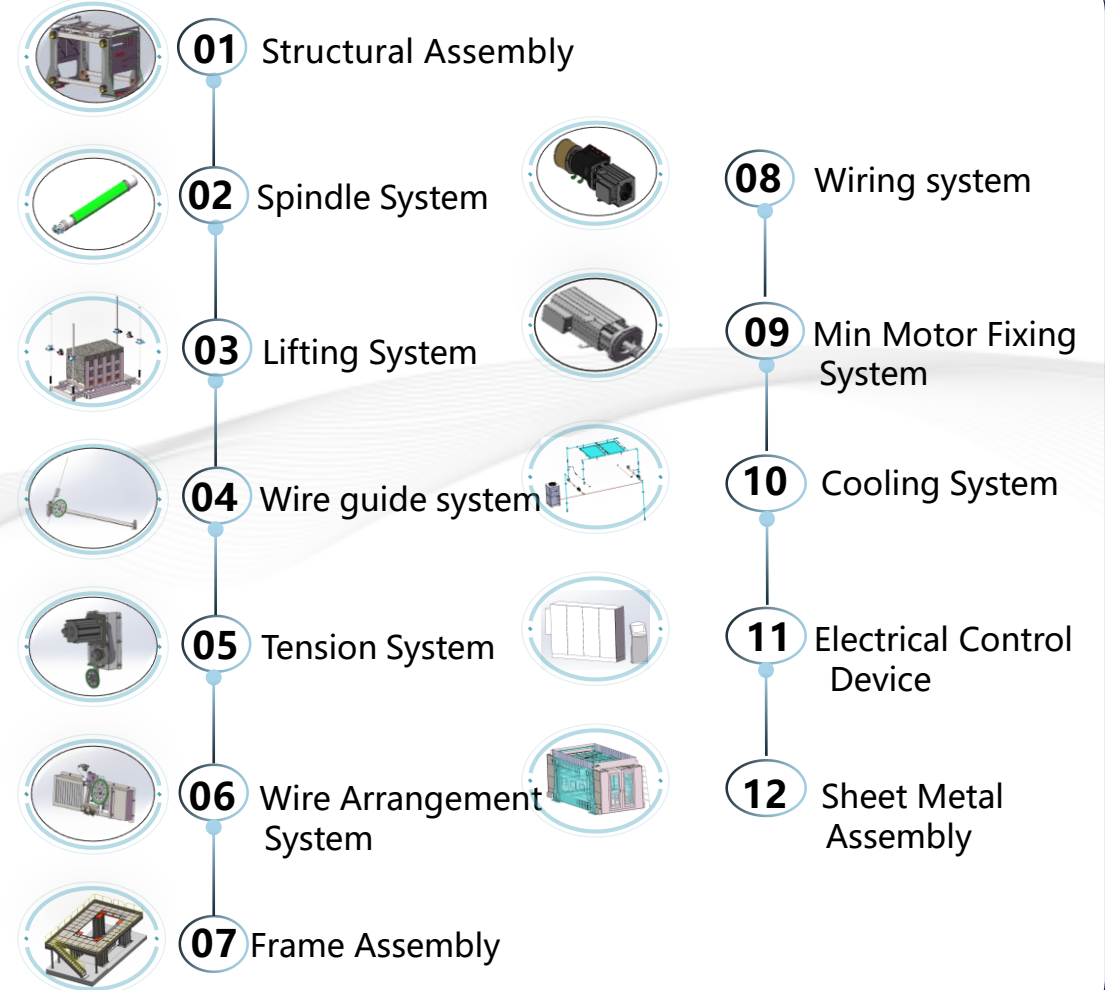 01 Structural Assembly
02 Spindle System
03 Lifting System
04 Wire guide system
05 Tension System
06 Wire Arrangement
System
07 Frame Assembly
08 Wiring system
09 Min Motor Fixing
System
10 Cooling System
11 Electrical Control
Device
12 Sheet Metal
Assembly